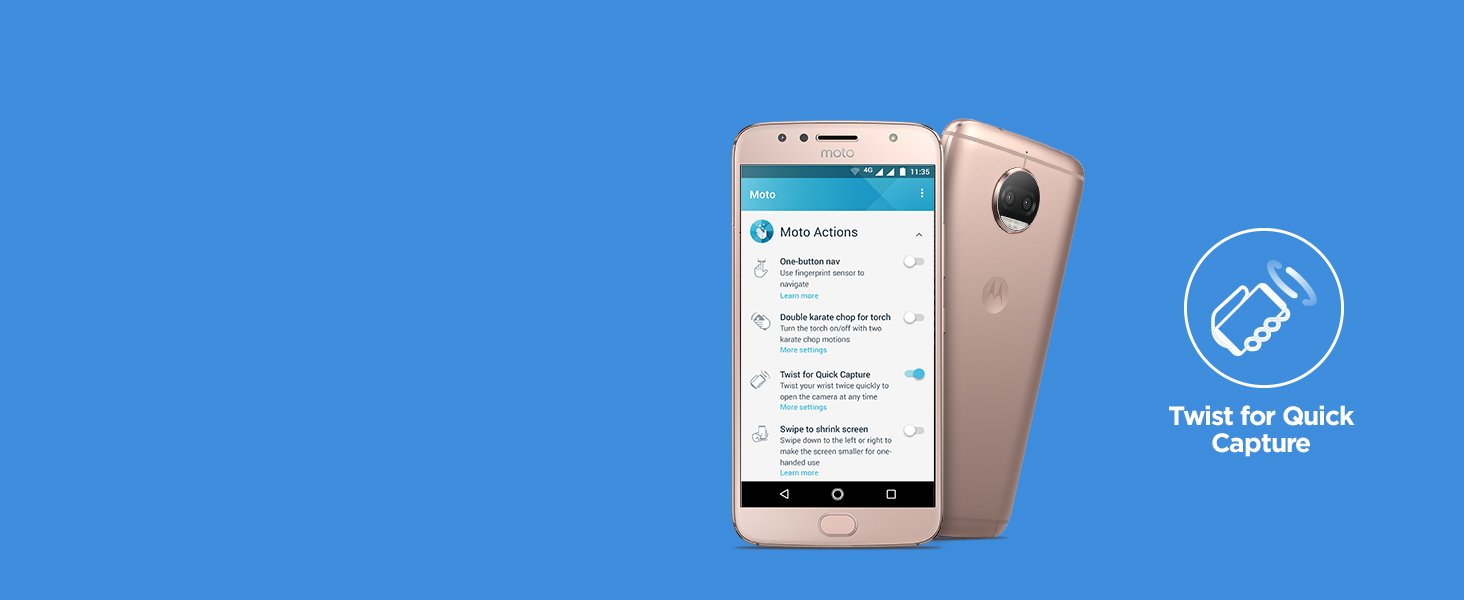 moto
4G 11:35
Moto
Moto Actions
One-button nav
Use fingerprint sensor to
navigate
Learn more
Double karate chop for torch
Turn the torch on/off with two
karate chop motions
More settings
Twist for Quick Capture
Twist your wrist twice quickly to
open the camera at any time
More settings
Swipe to shrink screen
Swipe down to the left or right to
make the screen smaller for one-
handed use
Learn more
Twist for Quick
Capture